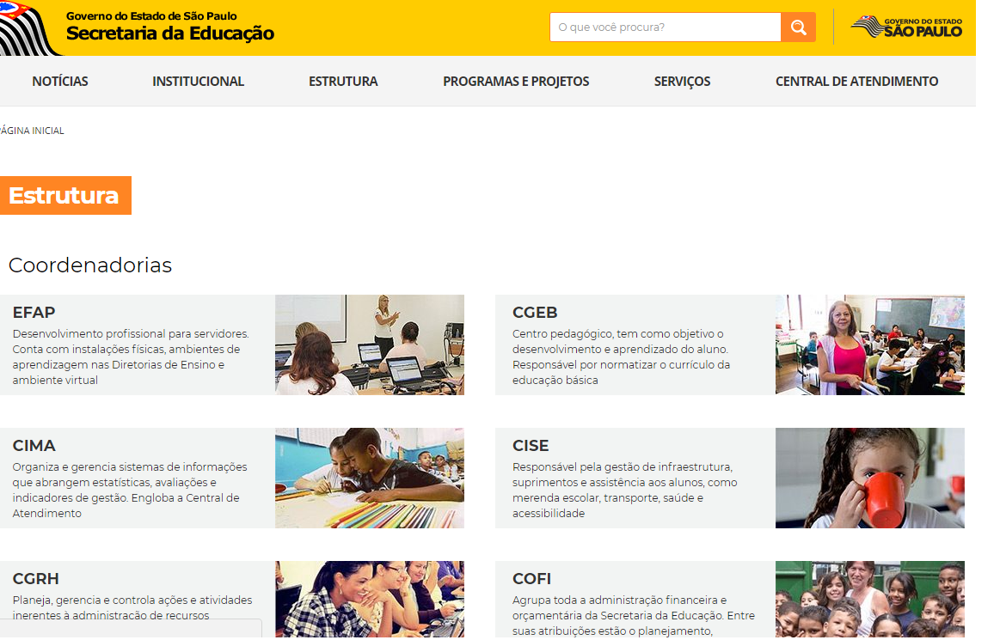 Governo do Estado de São Paulo
Secretaria da Educação
O que você procura?
GOVERNO DO ESTADO
SÃO PAULO
NOTÍCIAS INSTITUCIONAL ESTRUTURA PROGRAMAS E PROJETOS SERVIÇOS CENTRAL DE ATENDIMENTO
PÁGINA INICIAL
Estrutura
Coordenadorias
EFAP
Desenvolvimento profissional para servidores.
Conta com instalações físicas, ambientes de
aprendizagem nas Diretorias de Ensino e
ambiente virtual
CGEB
Centro pedagógico, tem como objetivo o
desenvolvimento e aprendizado do aluno.
Responsável por normatizar o currículo da
educação básica
CIMA
Organiza e gerencia sistemas de informações
que abrangem estatísticas, avaliações e
indicadores de gestão. Engloba a Central de
Atendimento
CISE
Responsável pela gestão de infraestrutura,
suprimentos e assistência aos alunos, como
merenda escolar, transporte, saúde e
acessibilidade
CGRH
Planeja, gerencia e controla ações e atividades
inerentes à administração de recursos
COFI
Agrupa toda a administração financeira e
orçamentária da Secretaria da Educação. Entre
suas atribuições estão o planejamento,